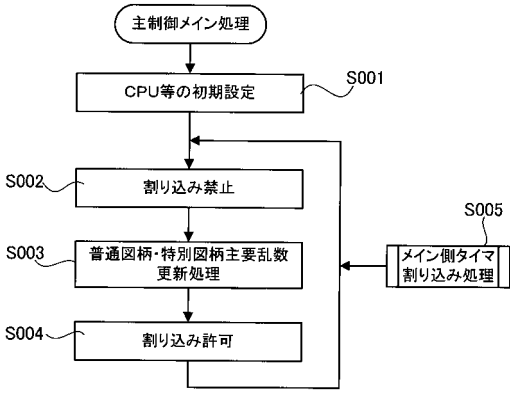 主制御メイン処理
S001
CPU等の初期設定
S002
割り込み禁止
S005
S003
普通図柄・特別図柄主要乱数
更新処理
メイン側タイマ
割り込み処理
S004
割り込み許可